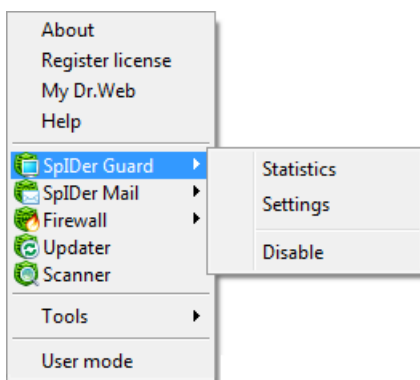 About
Register license
My Dr.Web
Help
SpIDer Guard
SpIDer Mail
Firewall
Updater
Scanner
Tools
User mode
Statistics
Settings
Disable